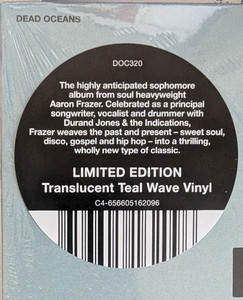 DEAD OCEANS
DOC320
The highly anticipated sophomore
album from soul heavyweight
Aaron Frazer. Celebrated as a principal
songwriter, vocalist and drummer with
Durand Jones & the Indications,
Frazer weaves the past and present – sweet soul,
disco, gospel and hip hop – into a thrilling,
wholly new type of classic.
LIMITED EDITION
Translucent Teal Wave Vinyl
C4-656605162096